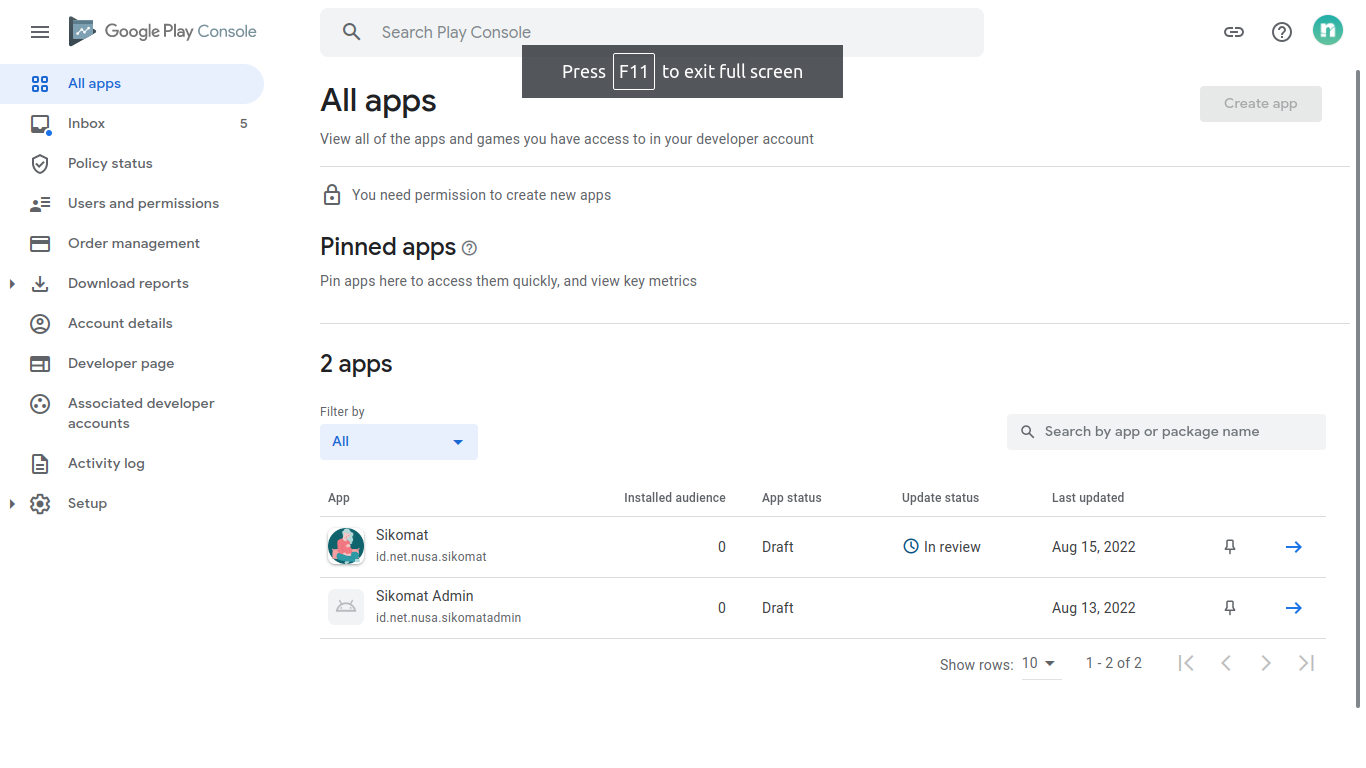 Google Play Console
Search Play Console
Press F11 to exit full screen
n
All apps
Inbox 5
Policy status
Users and permissions
Order management
Download reports
Account details
Developer page
Associated developer
accounts
Activity log
Setup
All apps
Create app
View all of the apps and games you have access to in your developer account
You need permission to create new apps
Pinned apps
Pin apps here to access them quickly, and view key metrics
2 apps
Filter by
All
Search by app or package name
App Installed audience App status Update status Last updated
Sikomat
id.net.nusa.sikomat
0 Draft In review Aug 15, 2022
Sikomat Admin
id.net.nusa.sikomatadmin
0 Draft Aug 13, 2022
Show rows: 10 1 - 2 of 2